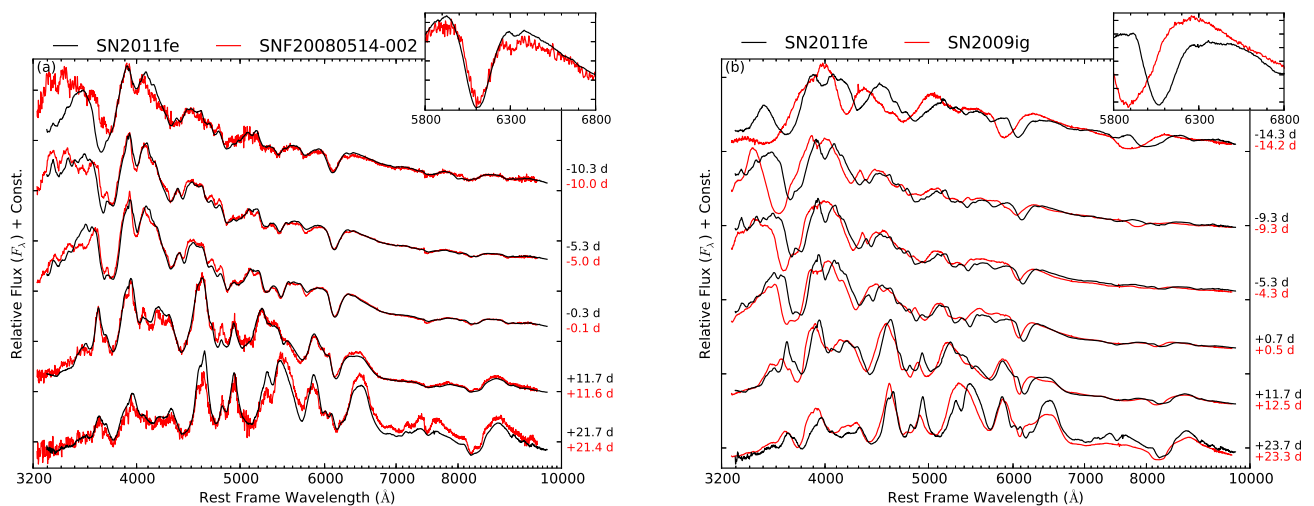 SN2011fe SNF20080514-002
(a)
5800 6300 6800
-10.3 d
-10.0 d
-5.3 d
-5.0 d
-0.3 d
-0.1 d
+11.7 d
+11.6 d
+21.7 d
+21.4 d
Relative Flux (Fλ) + Const.
3200 4000 5000 6000 7000 8000 10000
Rest Frame Wavelength (Å)
SN2011fe SN2009ig
(b)
5800 6300 6800
-14.3 d
-14.2 d
-9.3 d
-9.3 d
-5.3 d
-4.3 d
+0.7 d
+0.5 d
+11.7 d
+12.5 d
+23.7 d
+23.3 d
Relative Flux (Fλ) + Const.
3200 4000 5000 6000 7000 8000 10000
Rest Frame Wavelength (Å)